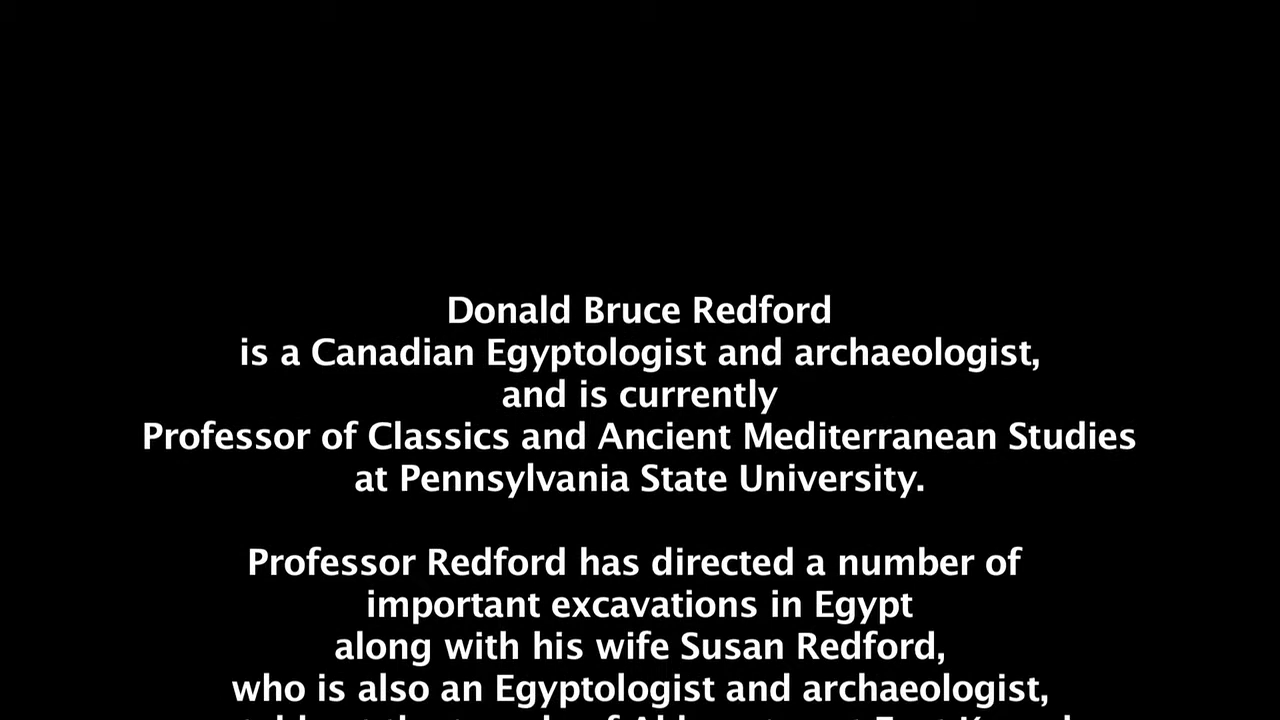 Donald Bruce Redford
is a Canadian Egyptologist and archaeologist,
and is currently
Professor of Classics and Ancient Mediterranean Studies
at Pennsylvania State University.
Professor Redford has directed a number of
important excavations in Egypt
along with his wife Susan Redford,
who is also an Egyptologist and archaeologist,